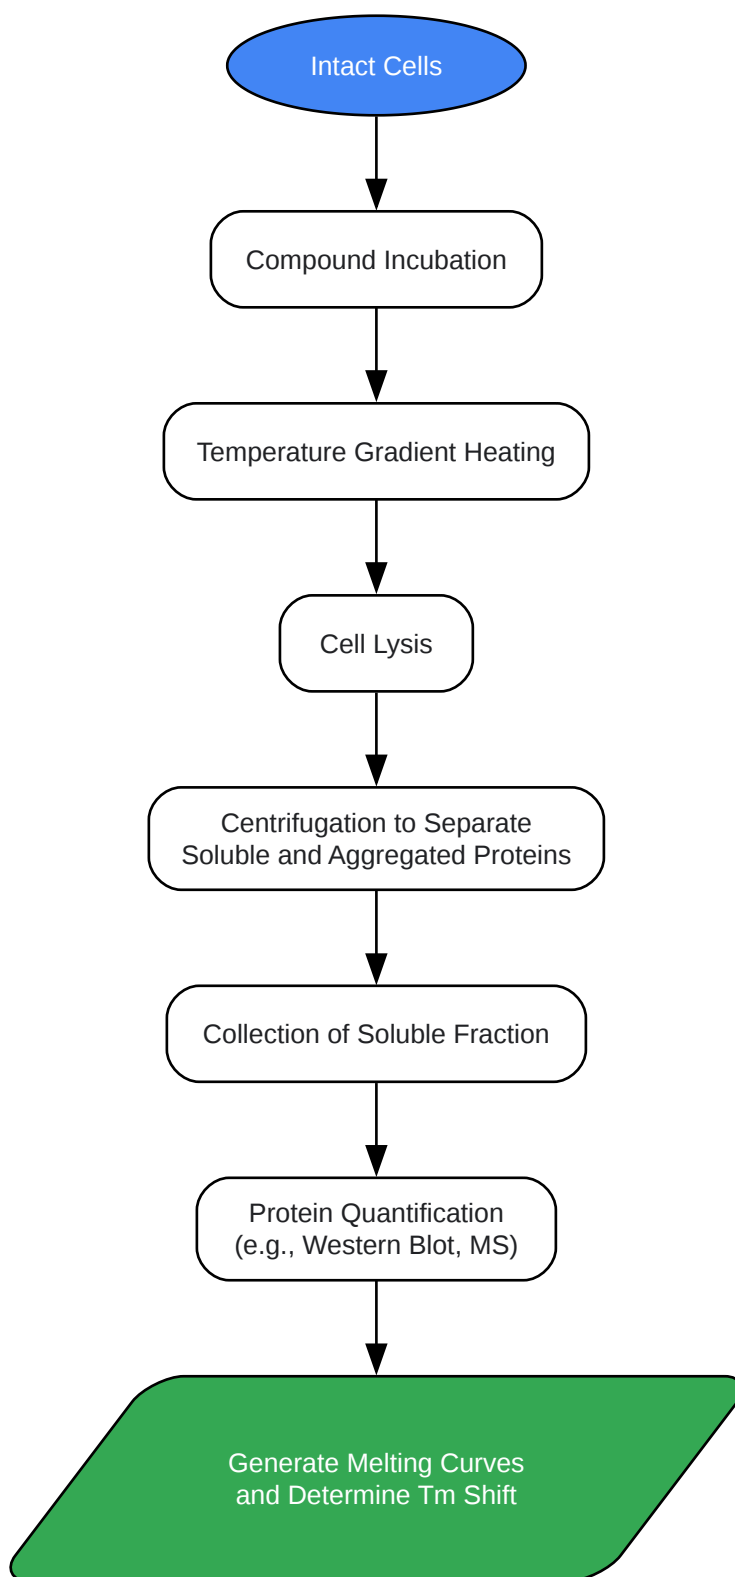 Intact Cells
Compound Incubation
Temperature Gradient Heating
Cell Lysis
Centrifugation to Separate
Soluble and Aggregated Proteins
Collection of Soluble Fraction
Protein Quantification
(e.g., Western Blot, MS)
Generate Melting Curves
and Determine Tm Shift